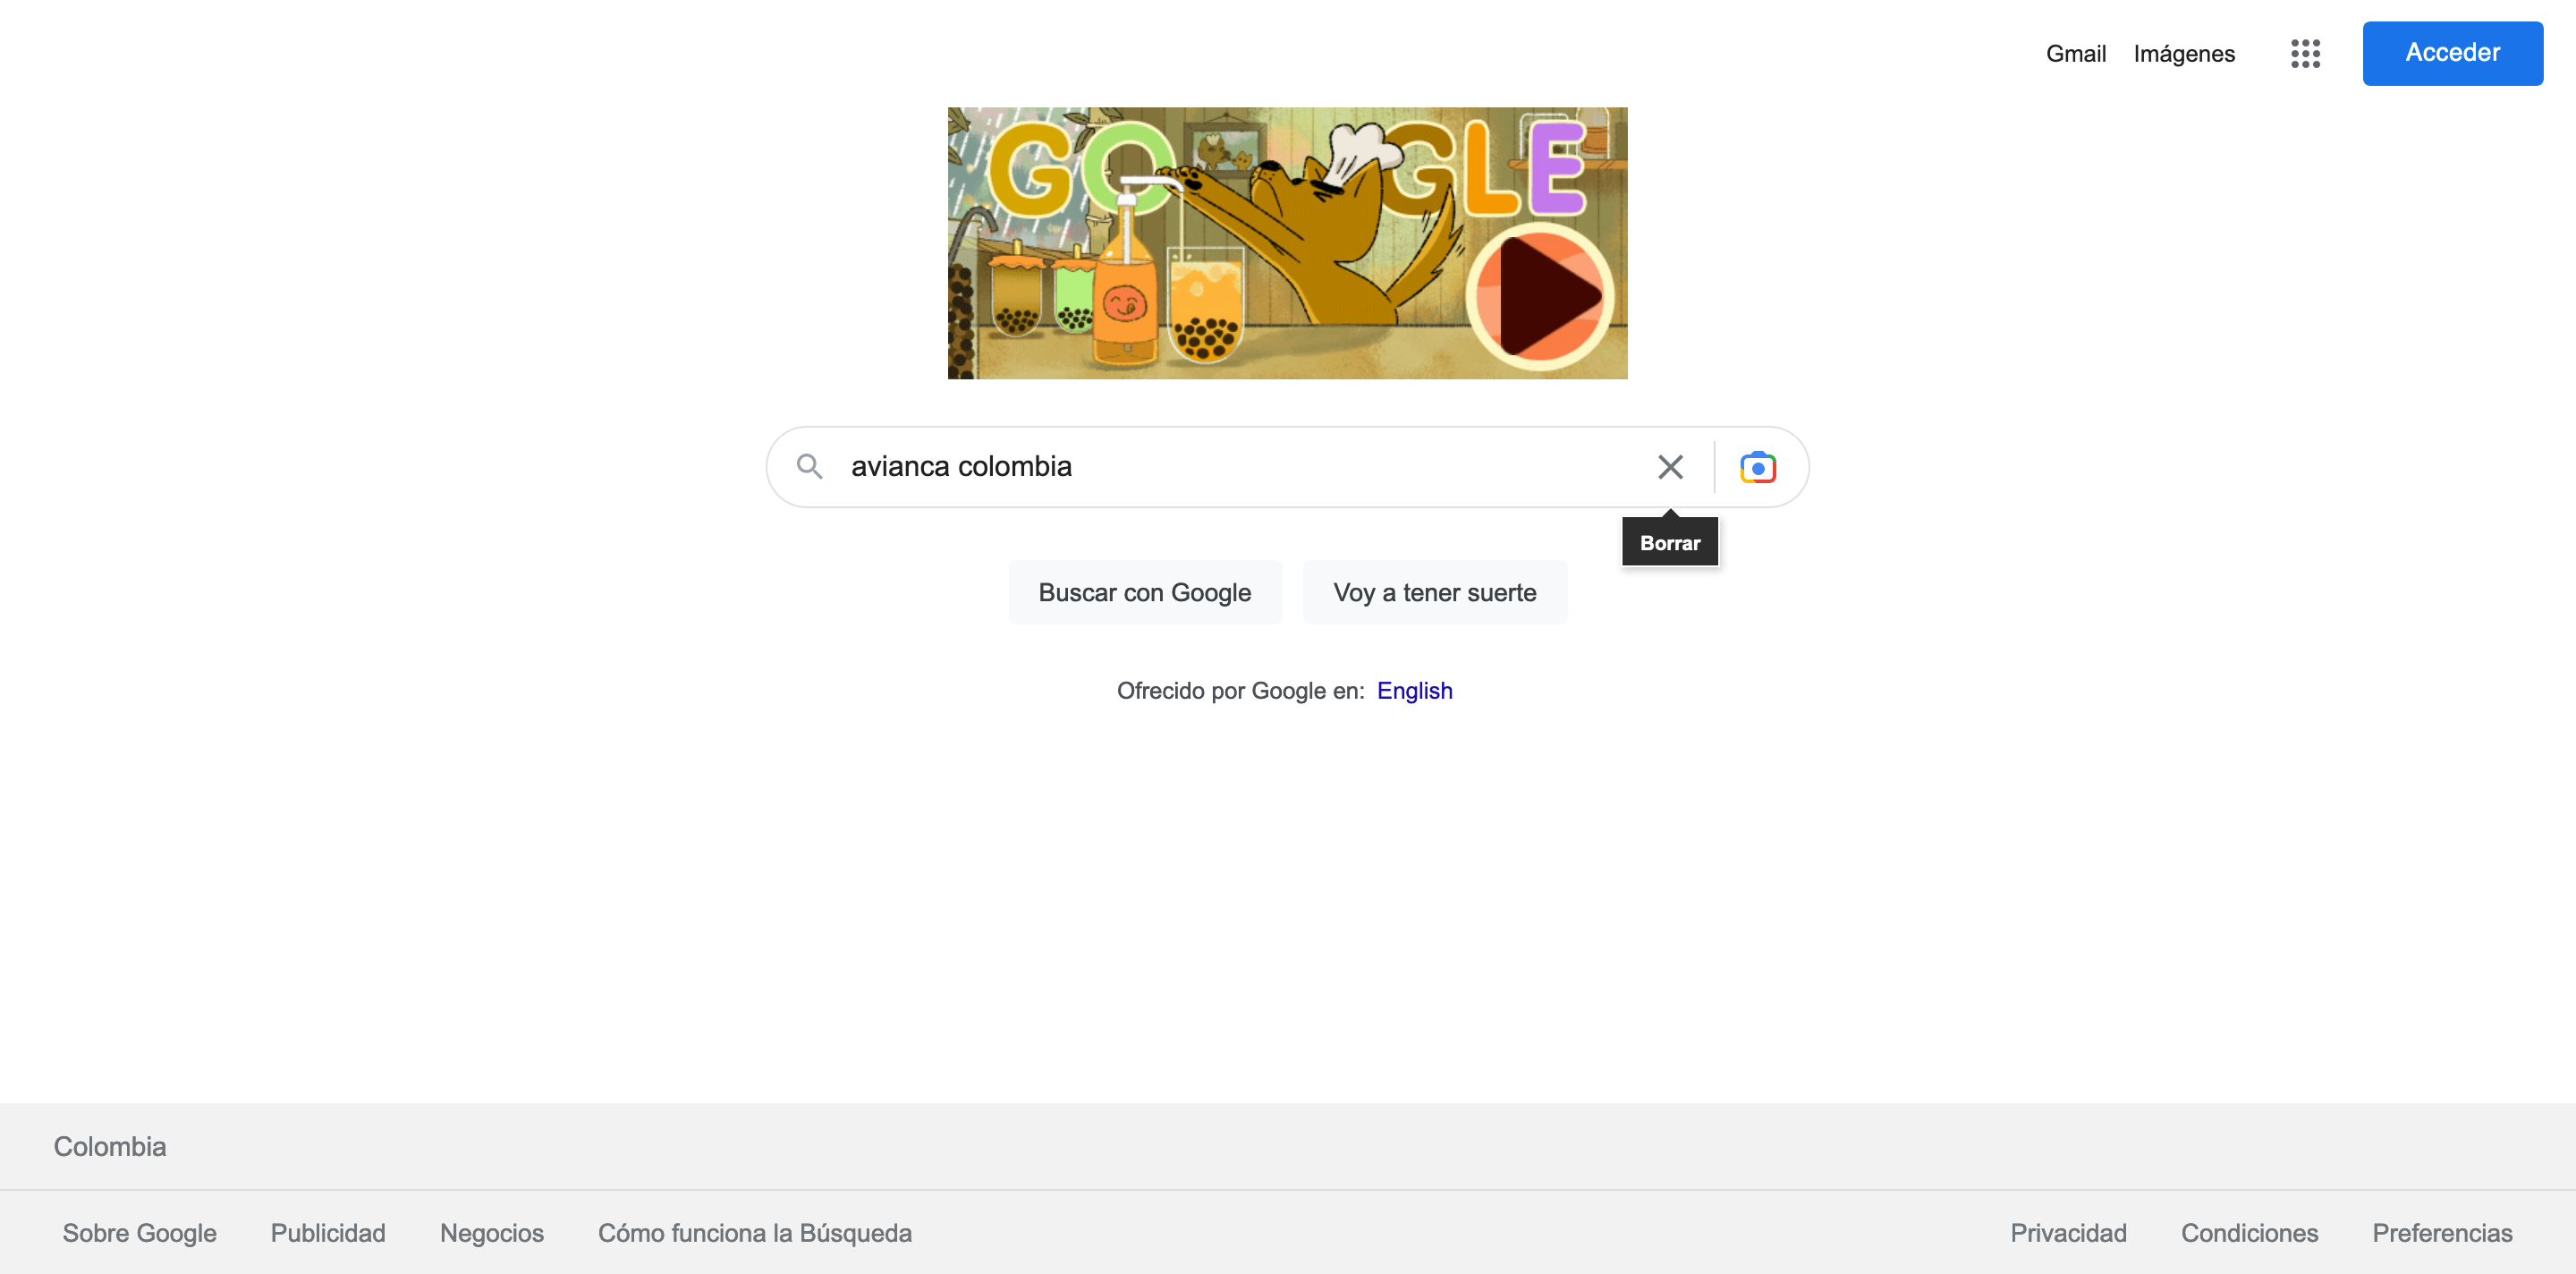 Gmail Imágenes Acceder
GOOGLE
avianca colombia
Borrar
Buscar con Google Voy a tener suerte
Ofrecido por Google en: English
Colombia
Sobre Google Publicidad Negocios Cómo funciona la Búsqueda Privacidad Condiciones Preferencias